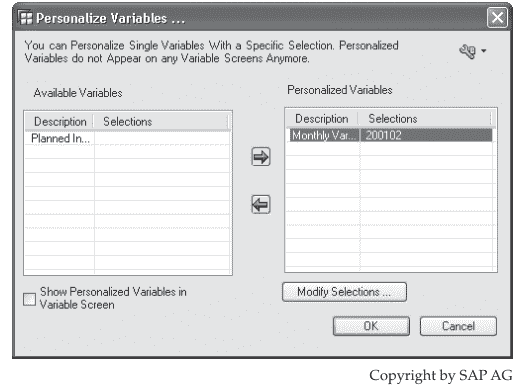 Personalize Variables ...
You can Personalize Single Variables With a Specific Selection. Personalized
Variables do not Appear on any Variable Screens Anymore.
Available Variables
Personalized Variables
Description Selections
Planned In...
Description Selections
Monthly Var... 200102
Show Personalized Variables in
Variable Screen
Modify Selections ...
OK
Cancel
Copyright by SAP AG